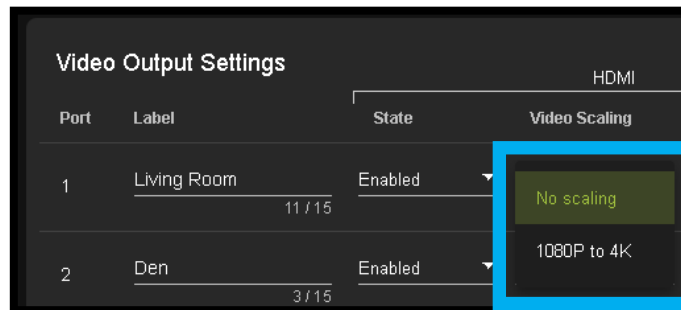 Video Output Settings
HDMI
Port Label State Video Scaling
1 Living Room Enabled No scaling
11 / 15
1080P to 4K
2 Den Enabled
3 / 15